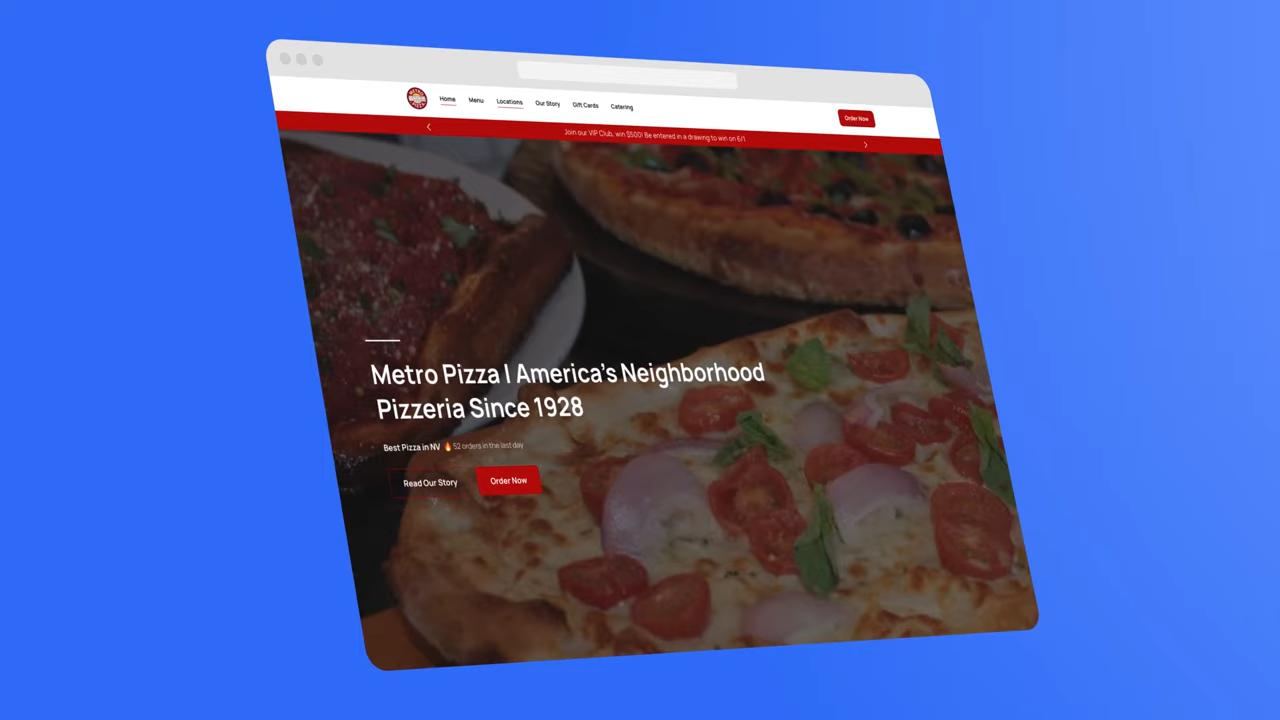 METRO PIZZA
Home Menu Locations Our Story Gift Cards Catering Order Now
Join our VIP Club, win $500! Be entered in a drawing to win on 6/1
Metro Pizza | America's Neighborhood
Pizzeria Since 1928
Best Pizza in NV 🔥 52 orders in the last day
Read Our Story Order Now